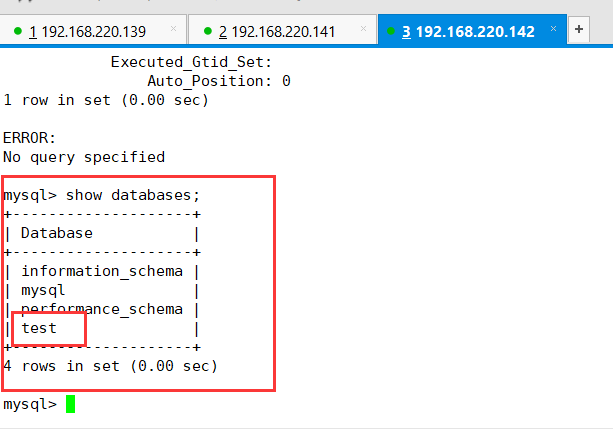 1 192.168.220.139 × 2 192.168.220.141 × 3 192.168.220.142 × +
Executed_Gtid_Set:
Auto_Position: 0
1 row in set (0.00 sec)
ERROR:
No query specified
mysql> show databases;
+--------------------+
| Database           |
+--------------------+
| information_schema |
| mysql              |
| performance_schema |
| test               |
+--------------------+
4 rows in set (0.00 sec)
mysql>